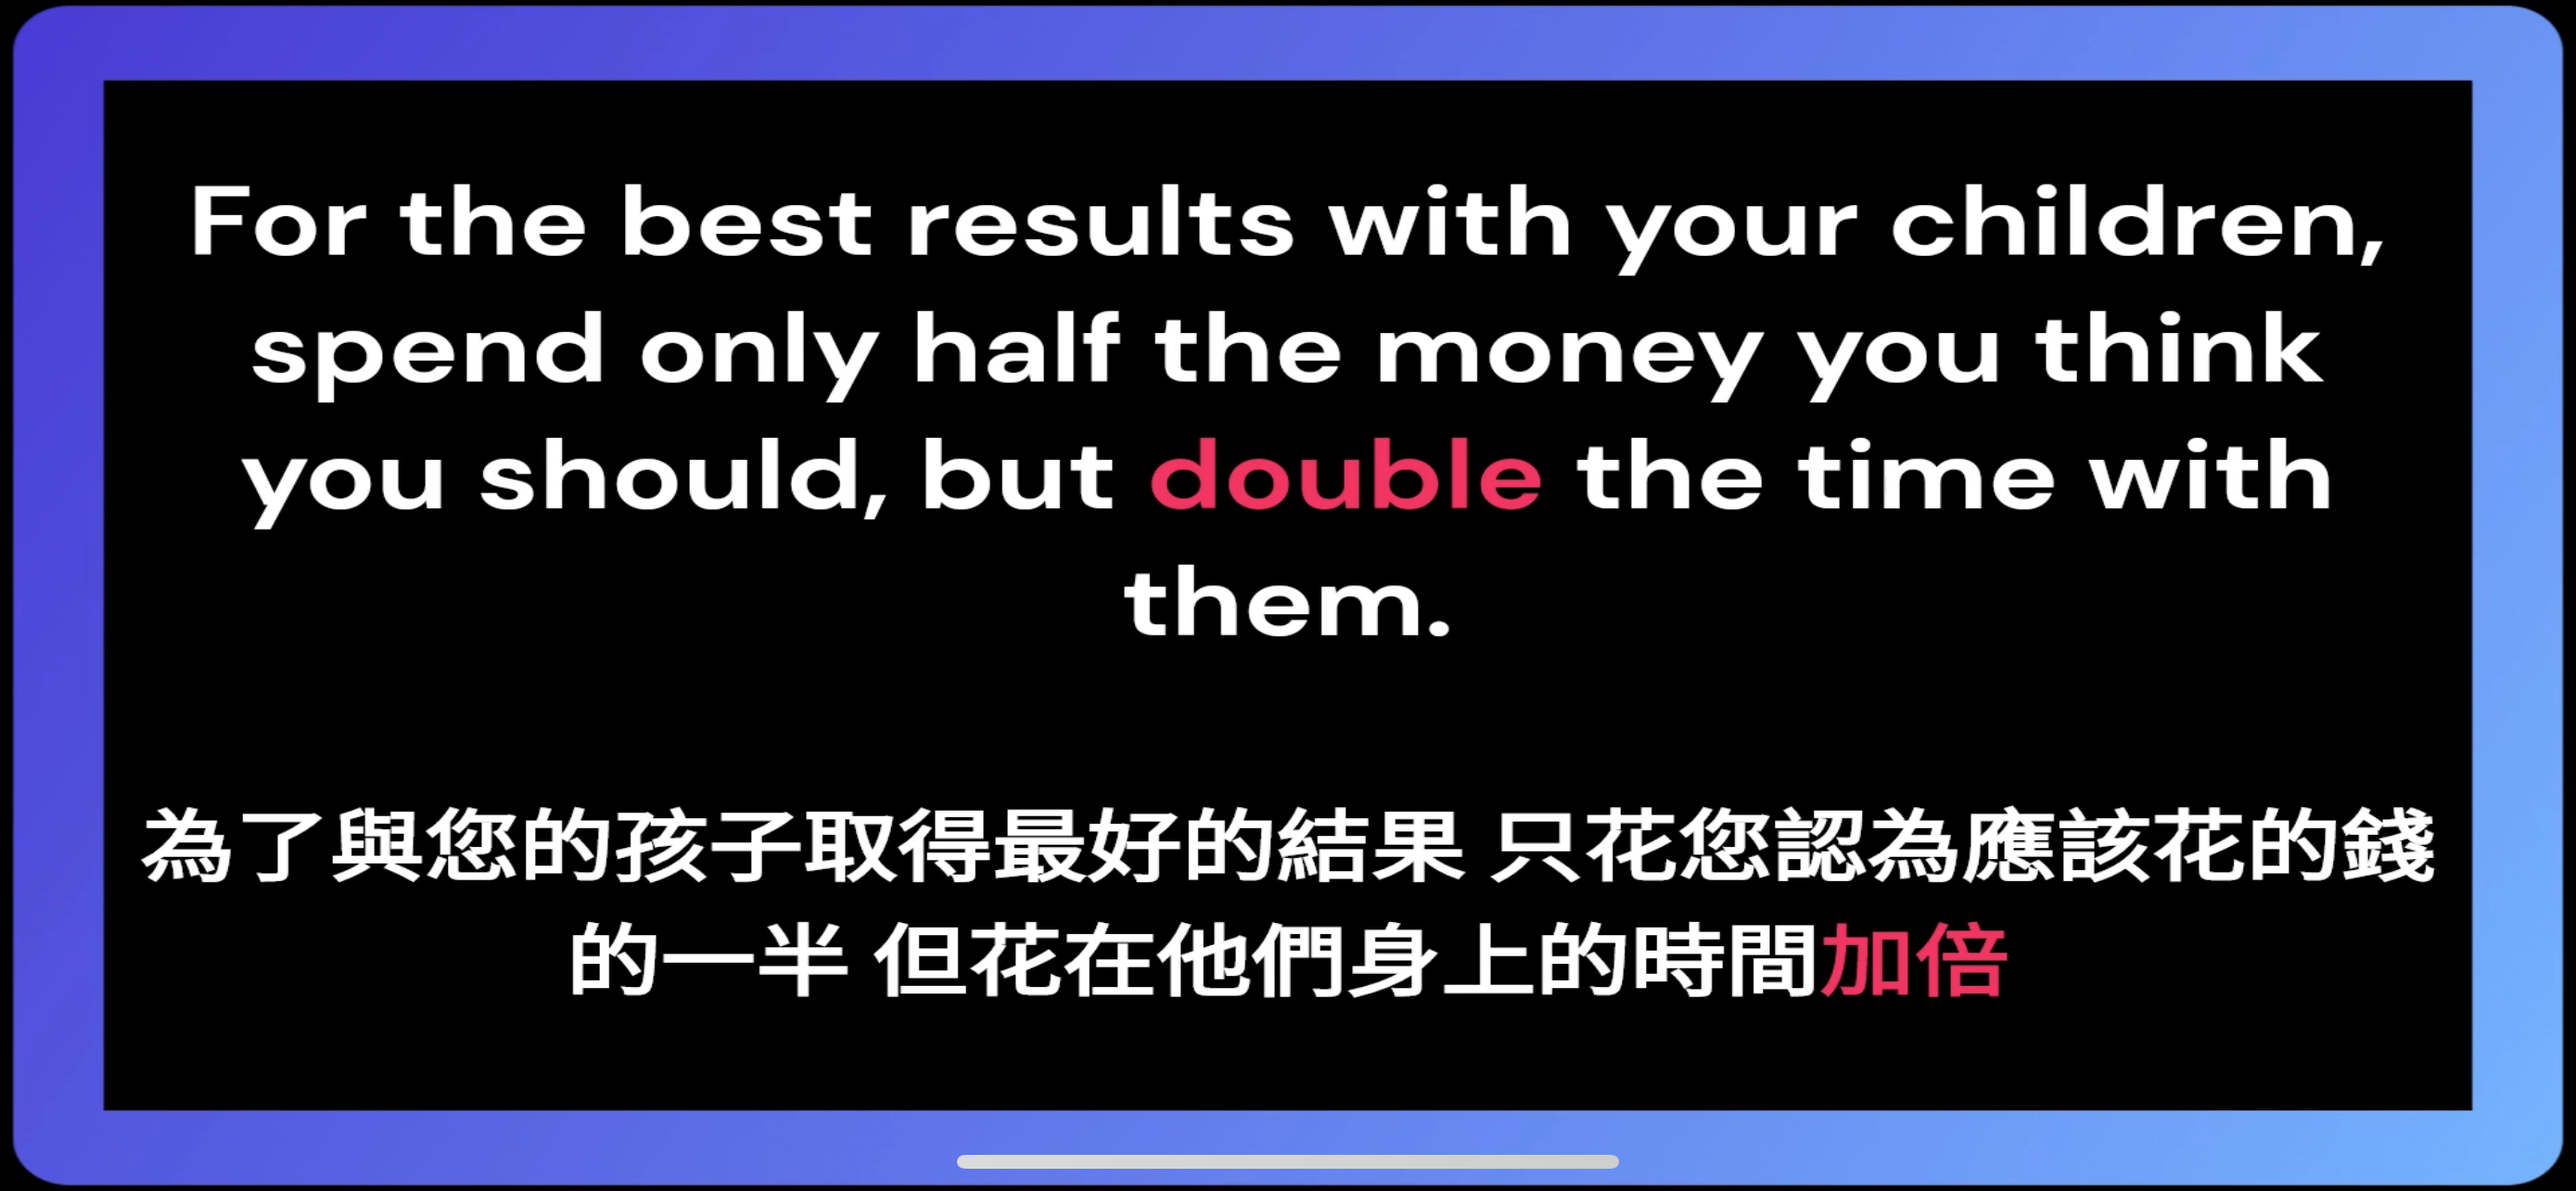 For the best results with your children,
spend only half the money you think
you should, but double the time with
them.
為了與您的孩子取得最好的結果 只花您認為應該花的錢
的一半 但花在他們身上的時間加倍